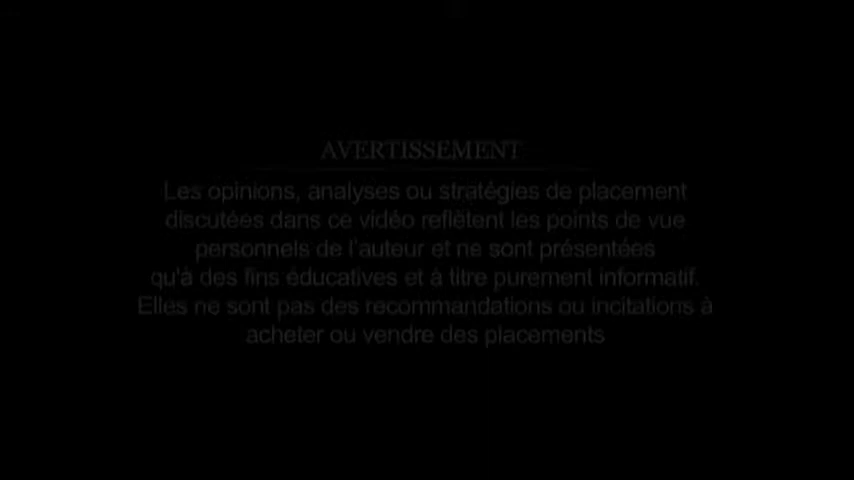 AVERTISSEMENT
Les opinions, analyses ou stratégies de placement
discutées dans ce vidéo reflètent les points de vue
personnels de l'auteur et ne sont présentées
qu'à des fins éducatives et à titre purement informatif.
Elles ne sont pas des recommandations ou incitations à
acheter ou vendre des placements